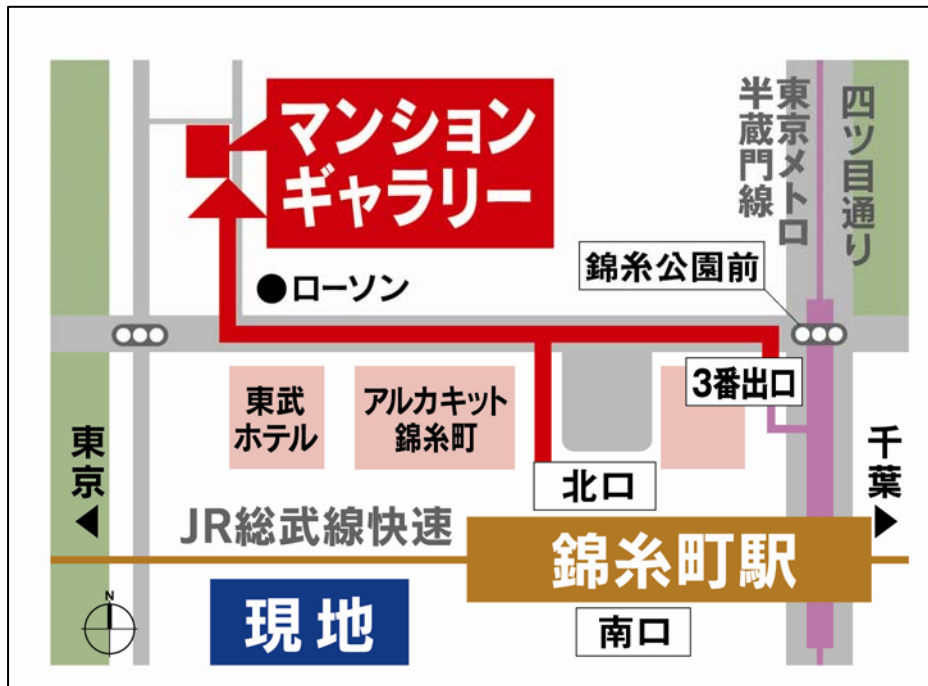 マンション
ギャラリー
東京メトロ
半蔵門線
四ツ目通り
錦糸公園前
●ローソン
3番出口
東武
ホテル
アルカキット
錦糸町
北口
東京
◀
千葉
▶
JR総武線快速
錦糸町駅
現地
南口
N